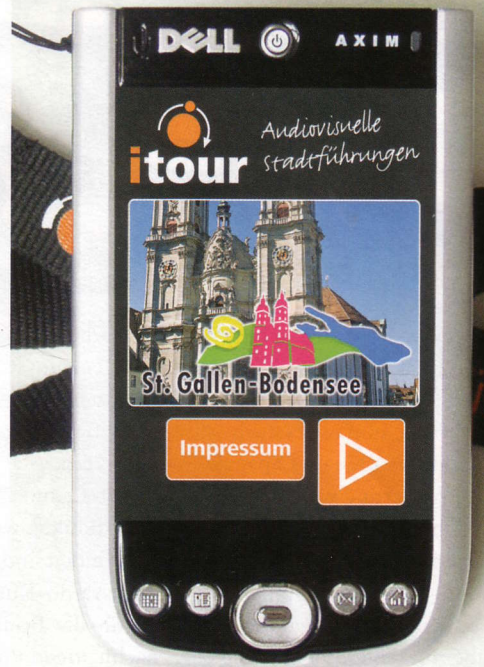 DELL
AXIM
itour
Audiovisuelle
Stadtführungen
St. Gallen-Bodensee
Impressum